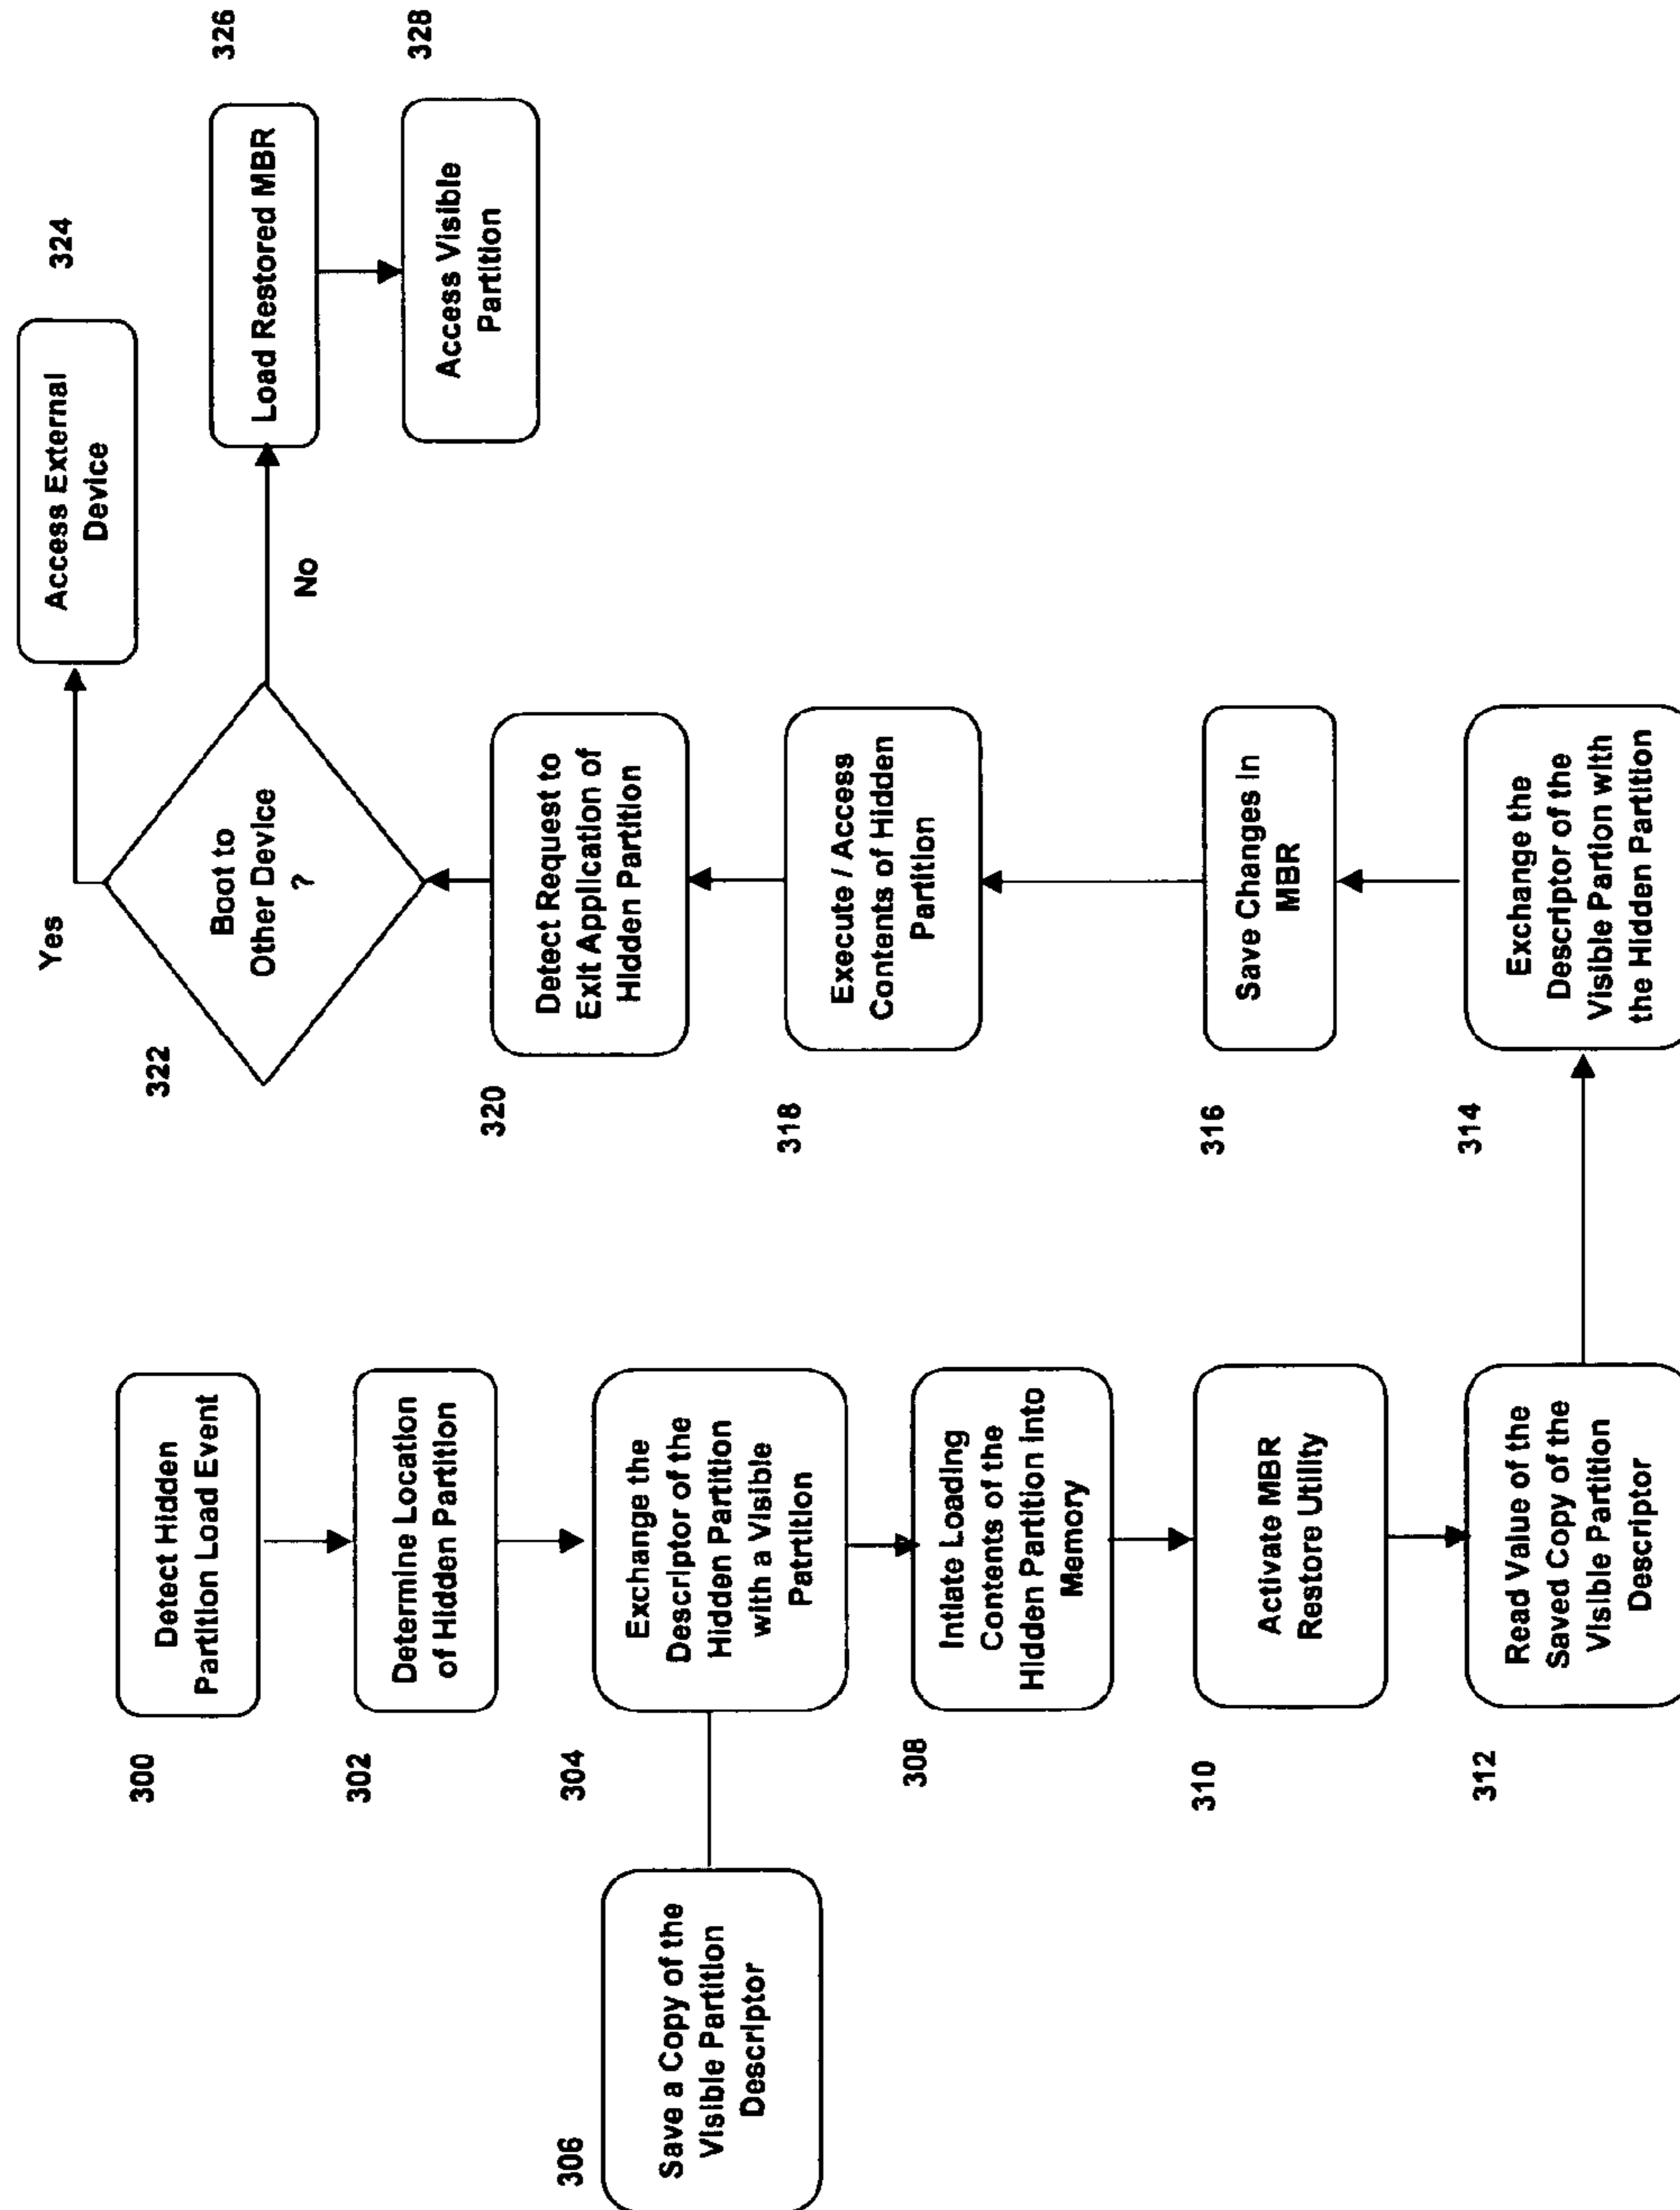 300
Detect Hidden
Partition Load Event
302
Determine Location
of Hidden Partition
304
Exchange the
Descriptor of the
Hidden Partition
with a Visible
Patrtition
306
Save a Copy of the
Visible Partition
Descriptor
308
Intiate Loading
Contents of the
Hidden Partition into
Memory
310
Activate MBR
Restore Utility
312
Read Value of the
Saved Copy of the
Visible Partition
Descriptor
314
Exchange the
Descriptor of the
Visible Partion with
the Hidden Partition
316
Save Changes in
MBR
318
Execute / Access
Contents of Hidden
Partition
320
Detect Request to
Exit Application of
Hidden Partition
322
Boot to
Other Device
?
Yes
No
324
Access External
Device
326
Load Restored MBR
328
Access Visible
Partition